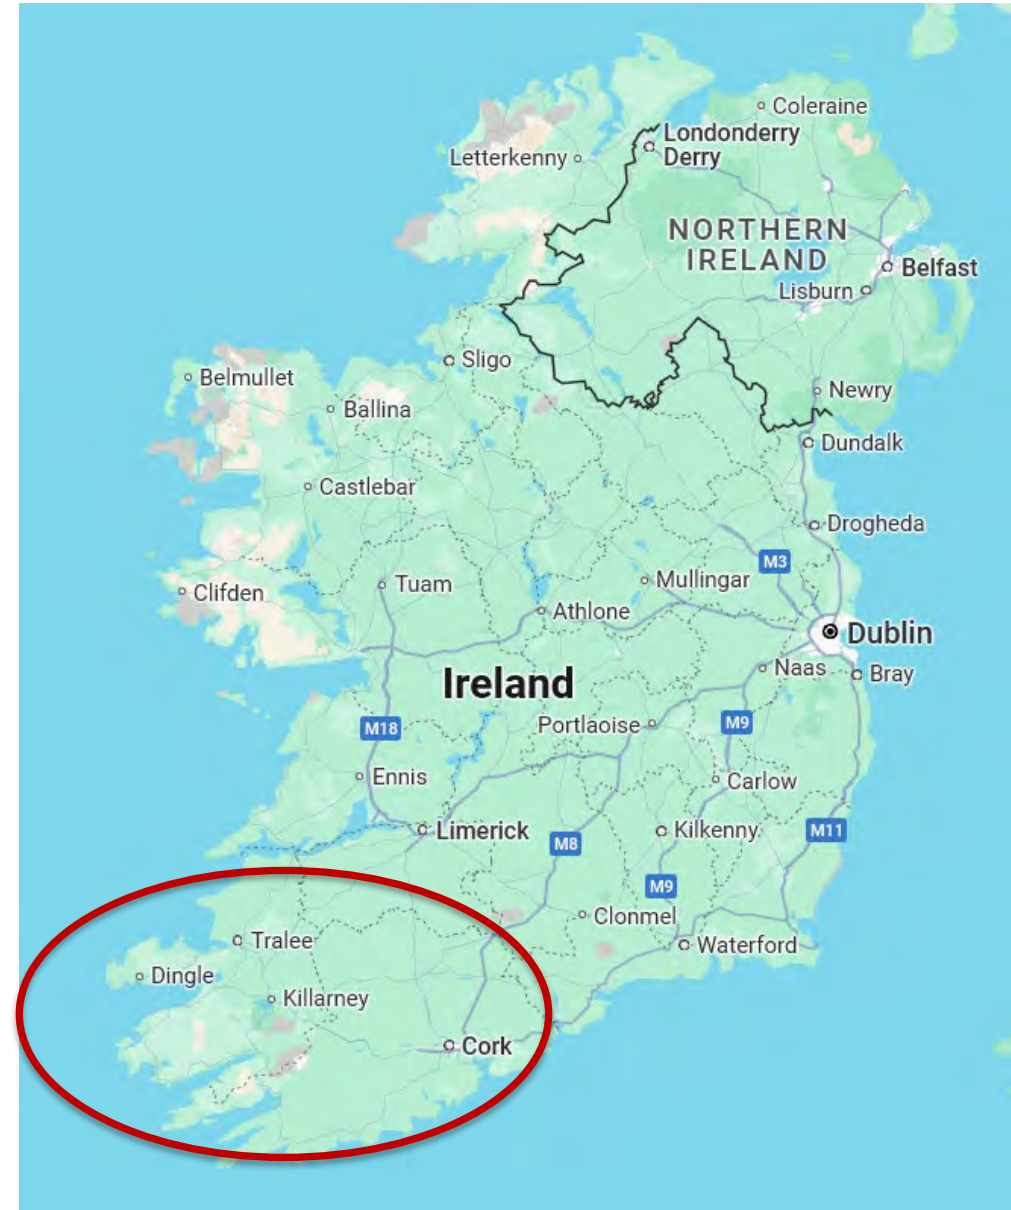 Coleraine
Londonderry
Derry
Letterkenny
NORTHERN
IRELAND
Belfast
Lisburn
Sligo
Belmullet
Newry
Ballina
Dundalk
Castlebar
Drogheda
M3
Mullingar
Tuam
Clifden
Athlone
Dublin
Naas
Bray
Ireland
Portlaoise
M9
M18
Ennis
Carlow
Limerick
Kilkenny
M11
M8
M9
Clonmel
Tralee
Waterford
Dingle
Killarney
Cork